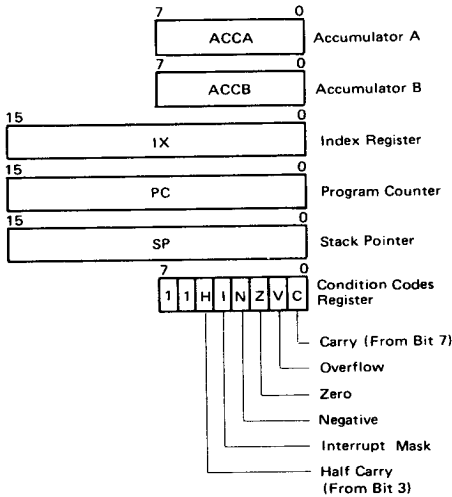 7 0
ACCA Accumulator A
7 0
ACCB Accumulator B
15 0
IX Index Register
15 0
PC Program Counter
15 0
SP Stack Pointer
7 0
1 1 H I N Z V C Condition Codes
Register
Carry (From Bit 7)
Overflow
Zero
Negative
Interrupt Mask
Half Carry
(From Bit 3)